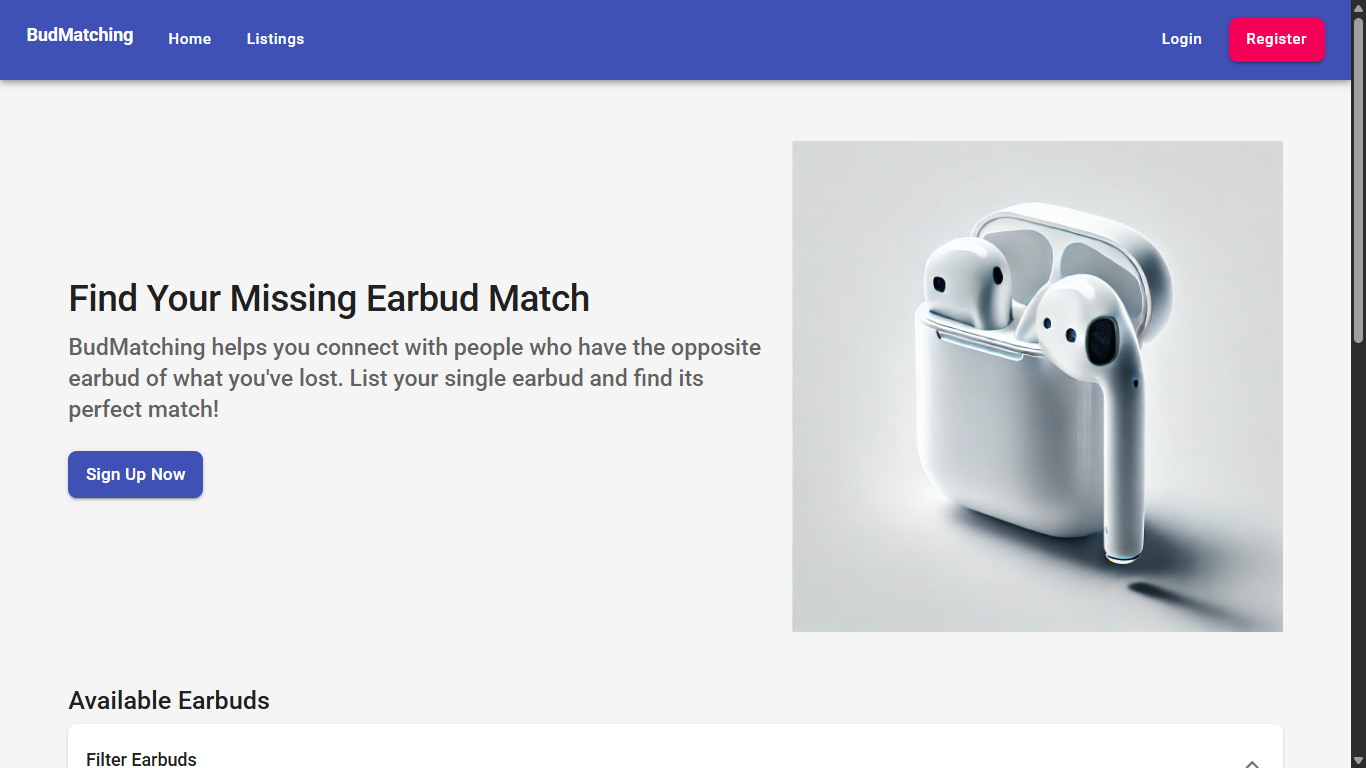 BudMatching
Home
Listings
Login
Register
Find Your Missing Earbud Match
BudMatching helps you connect with people who have the opposite
earbud of what you've lost. List your single earbud and find its
perfect match!
Sign Up Now
Available Earbuds
Filter Earbuds